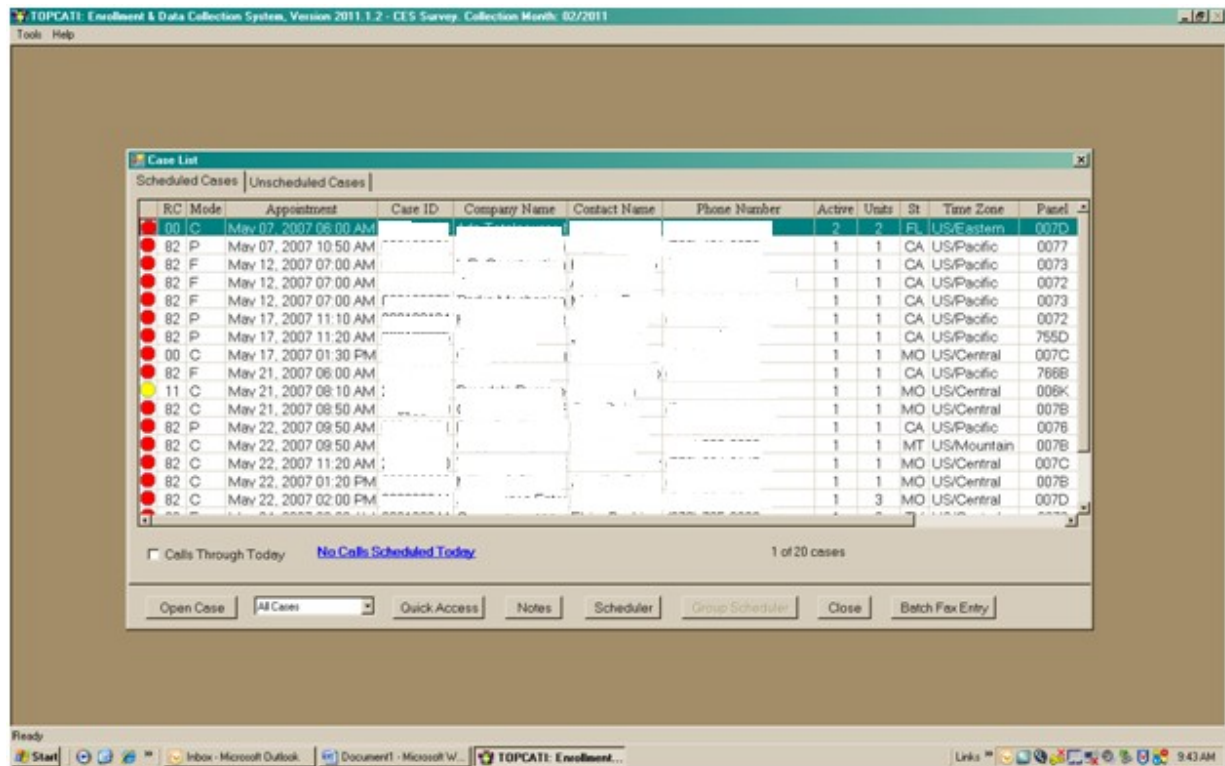 TOPCATI: Enrollment & Data Collection System, Version 2011.1.2 - CES Survey. Collection Month: 02/2011
Tools Help
Case List
Scheduled Cases Unscheduled Cases
RC Mode Appointment Case ID Company Name Contact Name Phone Number Active Units St Time Zone Panel
00 C May 07, 2007 06:00 AM 2 2 FL US/Eastern 007D
82 P May 07, 2007 10:50 AM 1 1 CA US/Pacific 0077
82 F May 12, 2007 07:00 AM 1 1 CA US/Pacific 0073
82 F May 12, 2007 07:00 AM 1 1 CA US/Pacific 0072
82 F May 12, 2007 07:00 AM 1 1 CA US/Pacific 0073
82 P May 17, 2007 11:10 AM 1 1 CA US/Pacific 0072
82 P May 17, 2007 11:20 AM 1 1 CA US/Pacific 755D
00 C May 17, 2007 01:30 PM 1 1 MO US/Central 007C
82 F May 21, 2007 06:00 AM 1 1 CA US/Pacific 766B
11 C May 21, 2007 08:10 AM 1 1 MO US/Central 006K
82 C May 21, 2007 08:50 AM 1 1 MO US/Central 007B
82 P May 22, 2007 09:50 AM 1 1 CA US/Pacific 0076
82 C May 22, 2007 09:50 AM 1 1 MT US/Mountain 007B
82 C May 22, 2007 11:20 AM 1 1 MO US/Central 007C
82 C May 22, 2007 01:20 PM 1 1 MO US/Central 007B
82 C May 22, 2007 02:00 PM 1 3 MO US/Central 007D
Calls Through Today No Calls Scheduled Today 1 of 20 cases
Open Case All Cases Quick Access Notes Scheduler Group Scheduler Close Batch Fax Entry
Ready
Start Inbox - Microsoft Outlook Document1 - Microsoft W... TOPCATI: Enrollment... Links 9:43 AM